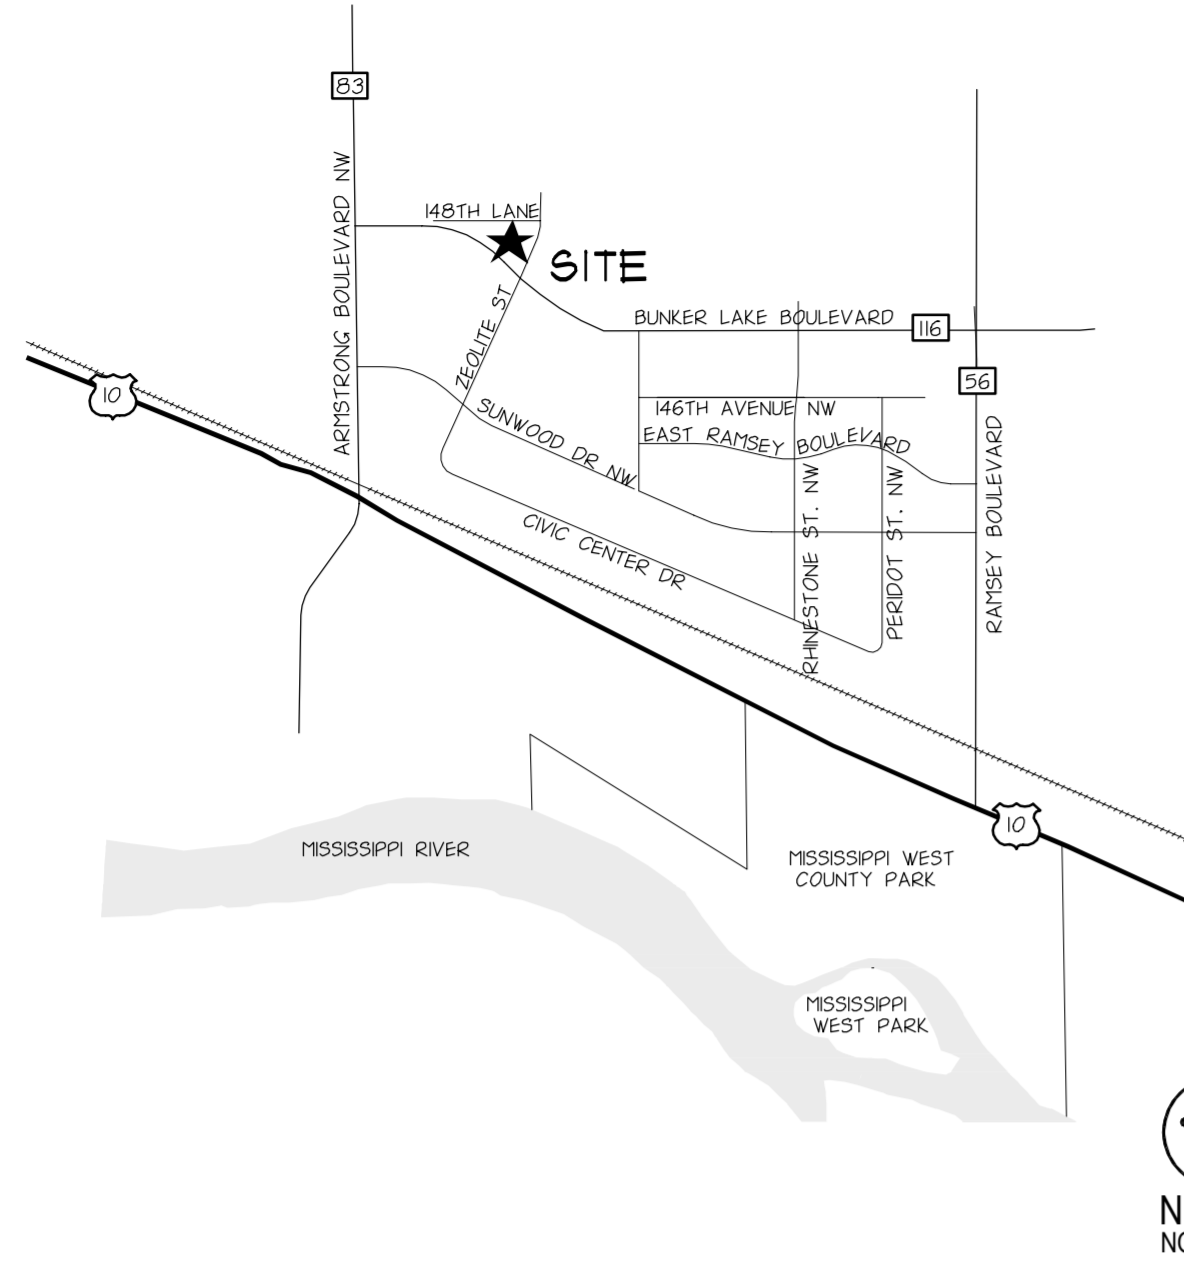 83
ARMSTRONG BOULEVARD NW
148TH LANE
SITE
ZEOLITE ST
BUNKER LAKE BOULEVARD
116
10
56
146TH AVENUE NW
SUNWOOD DR NW
EAST RAMSEY BOULEVARD
CIVIC CENTER DR
RHINESTONE ST. NW
PERIDOT ST. NW
RAMSEY BOULEVARD
10
MISSISSIPPI RIVER
MISSISSIPPI WEST
COUNTY PARK
MISSISSIPPI
WEST PARK